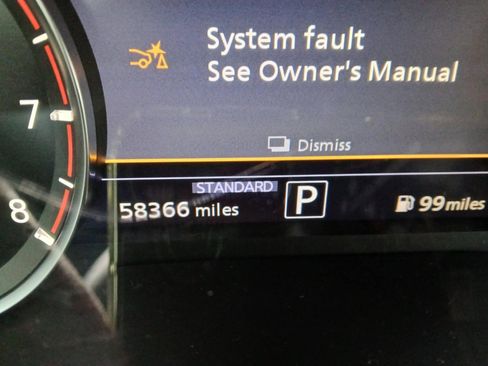 System fault
See Owner's Manual
Dismiss
7
STANDARD
58366 miles
P
99 miles
8